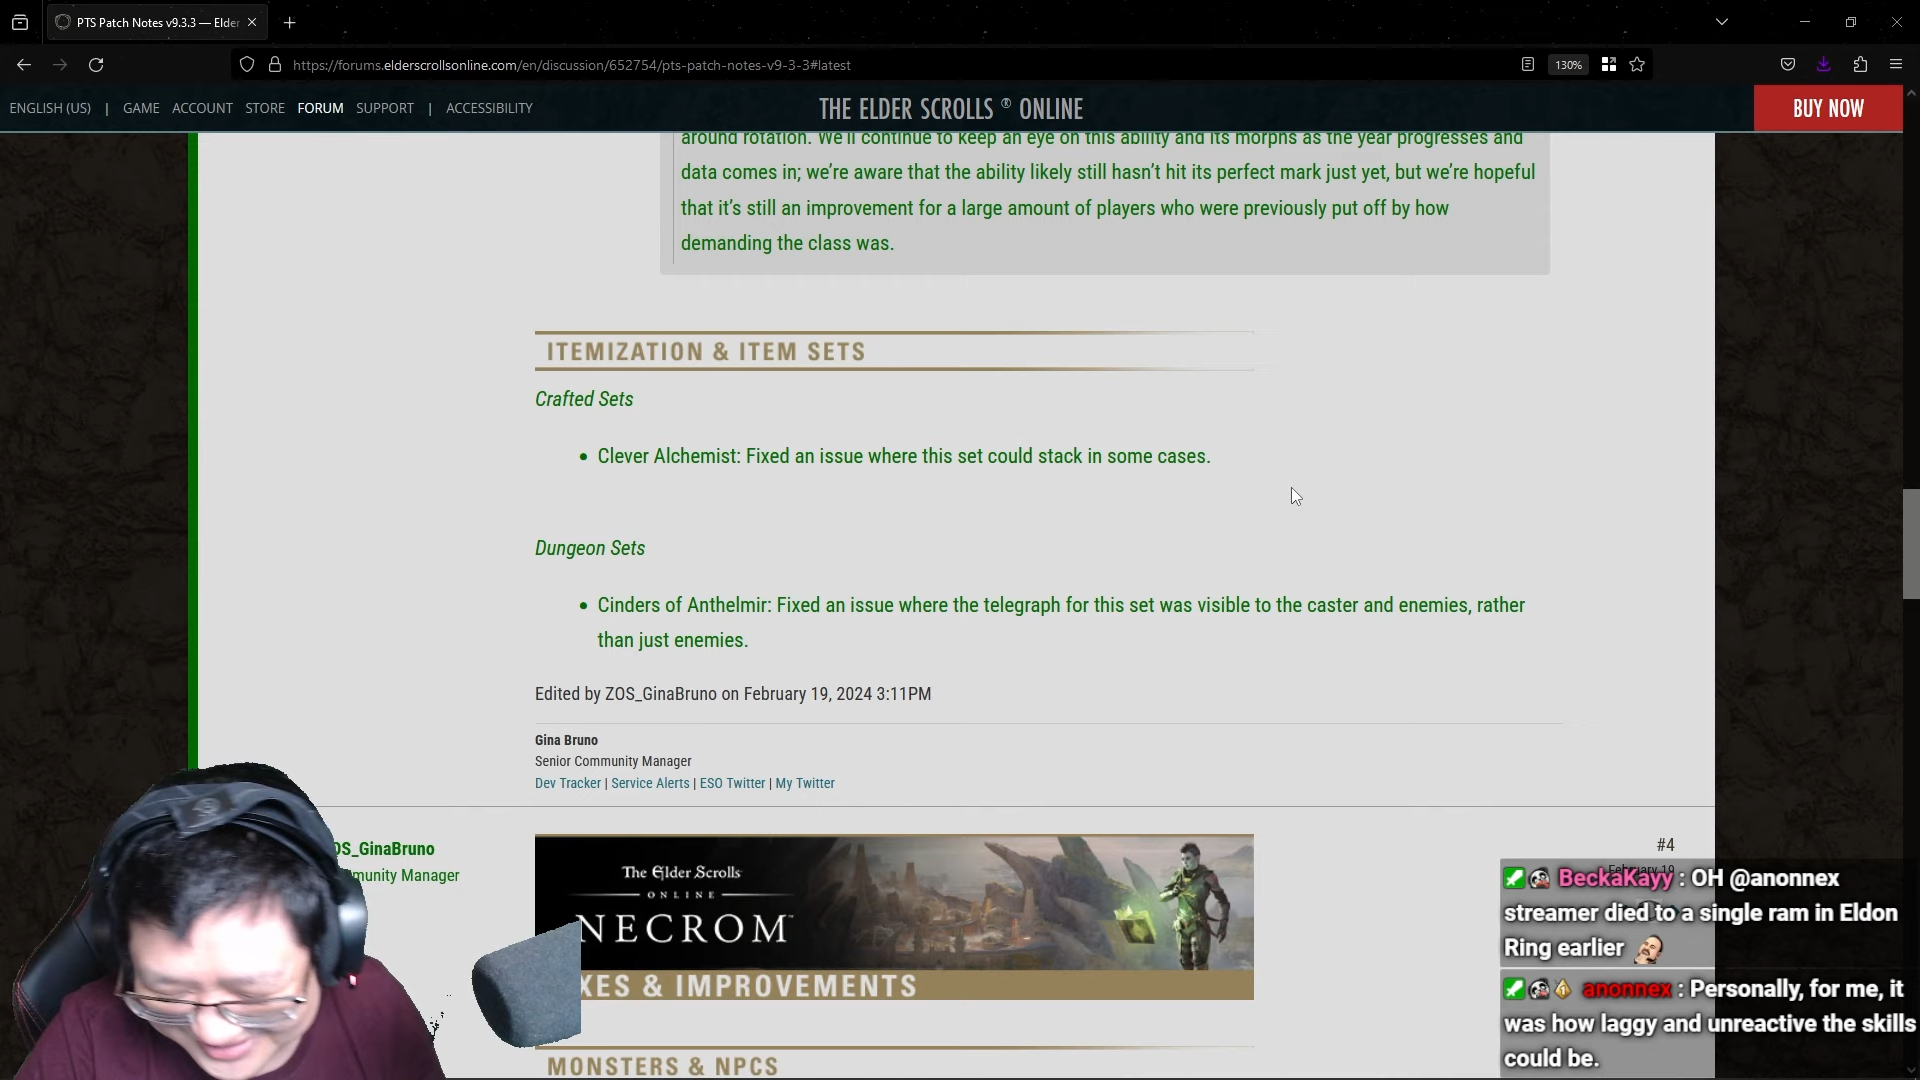 PTS Patch Notes v9.3.3 — Elder
https://forums.elderscrollsonline.com/en/discussion/652754/pts-patch-notes-v9-3-3#latest
130%
ENGLISH (US) | GAME ACCOUNT STORE FORUM SUPPORT | ACCESSIBILITY
THE ELDER SCROLLS ® ONLINE
BUY NOW
around rotation. We'll continue to keep an eye on this ability and its morphs as the year progresses and
data comes in; we're aware that the ability likely still hasn't hit its perfect mark just yet, but we're hopeful
that it's still an improvement for a large amount of players who were previously put off by how
demanding the class was.
ITEMIZATION & ITEM SETS
Crafted Sets
• Clever Alchemist: Fixed an issue where this set could stack in some cases.
Dungeon Sets
• Cinders of Anthelmir: Fixed an issue where the telegraph for this set was visible to the caster and enemies, rather
than just enemies.
Edited by ZOS_GinaBruno on February 19, 2024 3:11PM
Gina Bruno
Senior Community Manager
Dev Tracker | Service Alerts | ESO Twitter | My Twitter
OS_GinaBruno
munity Manager
The Elder Scrolls
ONLINE
NECROM™
XES & IMPROVEMENTS
MONSTERS & NPCS
#4
February 19
BeckaKayy : OH @anonnex
streamer died to a single ram in Eldon
Ring earlier
anonnex : Personally, for me, it
was how laggy and unreactive the skills
could be.